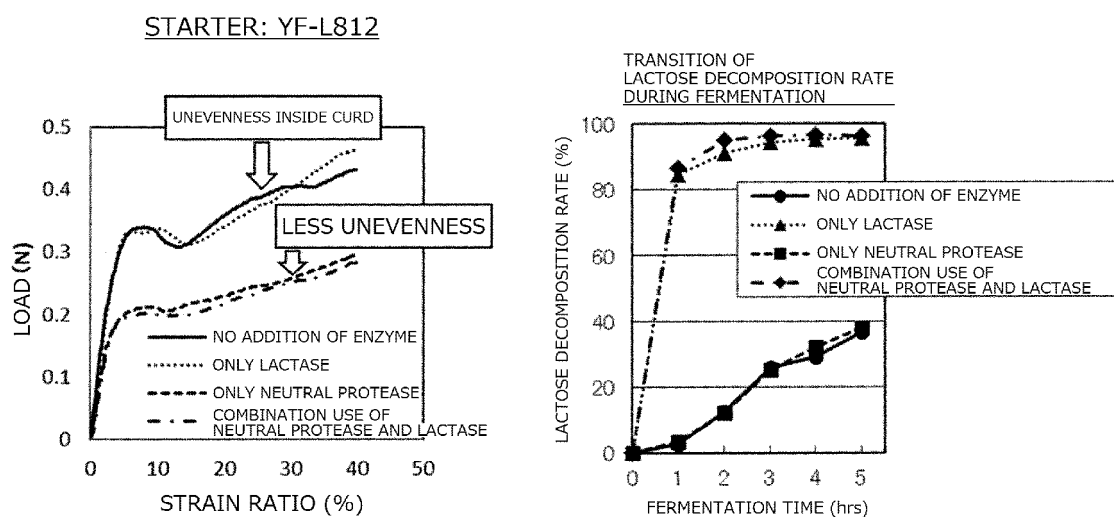 STARTER: YF-L812
UNEVENNESS INSIDE CURD
LESS UNEVENNESS
0.5
0.4
0.3
0.2
0.1
0
LOAD (N)
NO ADDITION OF ENZYME
ONLY LACTASE
ONLY NEUTRAL PROTEASE
COMBINATION USE OF
NEUTRAL PROTEASE AND LACTASE
0 10 20 30 40 50
STRAIN RATIO (%)
TRANSITION OF
LACTOSE DECOMPOSITION RATE
DURING FERMENTATION
100
80
60
40
20
0
LACTOSE DECOMPOSITION RATE (%)
NO ADDITION OF ENZYME
ONLY LACTASE
ONLY NEUTRAL PROTEASE
COMBINATION USE OF
NEUTRAL PROTEASE AND LACTASE
0 1 2 3 4 5
FERMENTATION TIME (hrs)